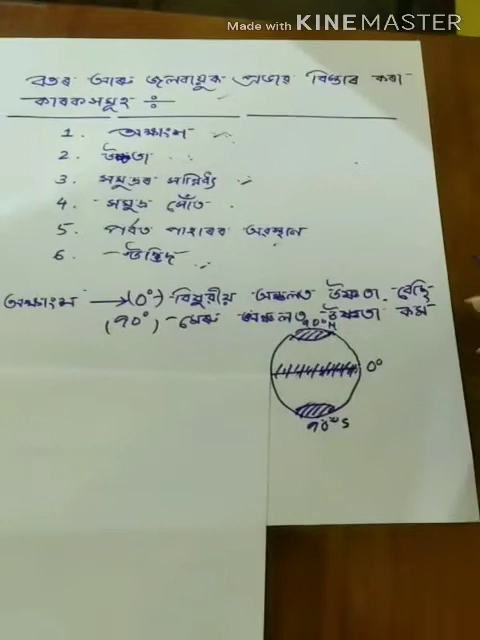 Made with KINEMASTER
বতৰ আৰু জলবায়ুক প্ৰভাৱ বিস্তাৰ কৰা
কাৰকসমূহ ÷
1. অক্ষাংশ
2. উচ্চতা
3. সমুদ্ৰৰ সান্নিধ্য
4. সমুদ্ৰ সোঁত
5. পৰ্বত পাহাৰৰ অৱস্থান
6. উদ্ভিদ
অক্ষাংশ → (0°) - বিষুৱীয় অঞ্চলত উষ্ণতা বেছি
(90°) - মেৰু অঞ্চলত উষ্ণতা কম
90°N
0°
90°S